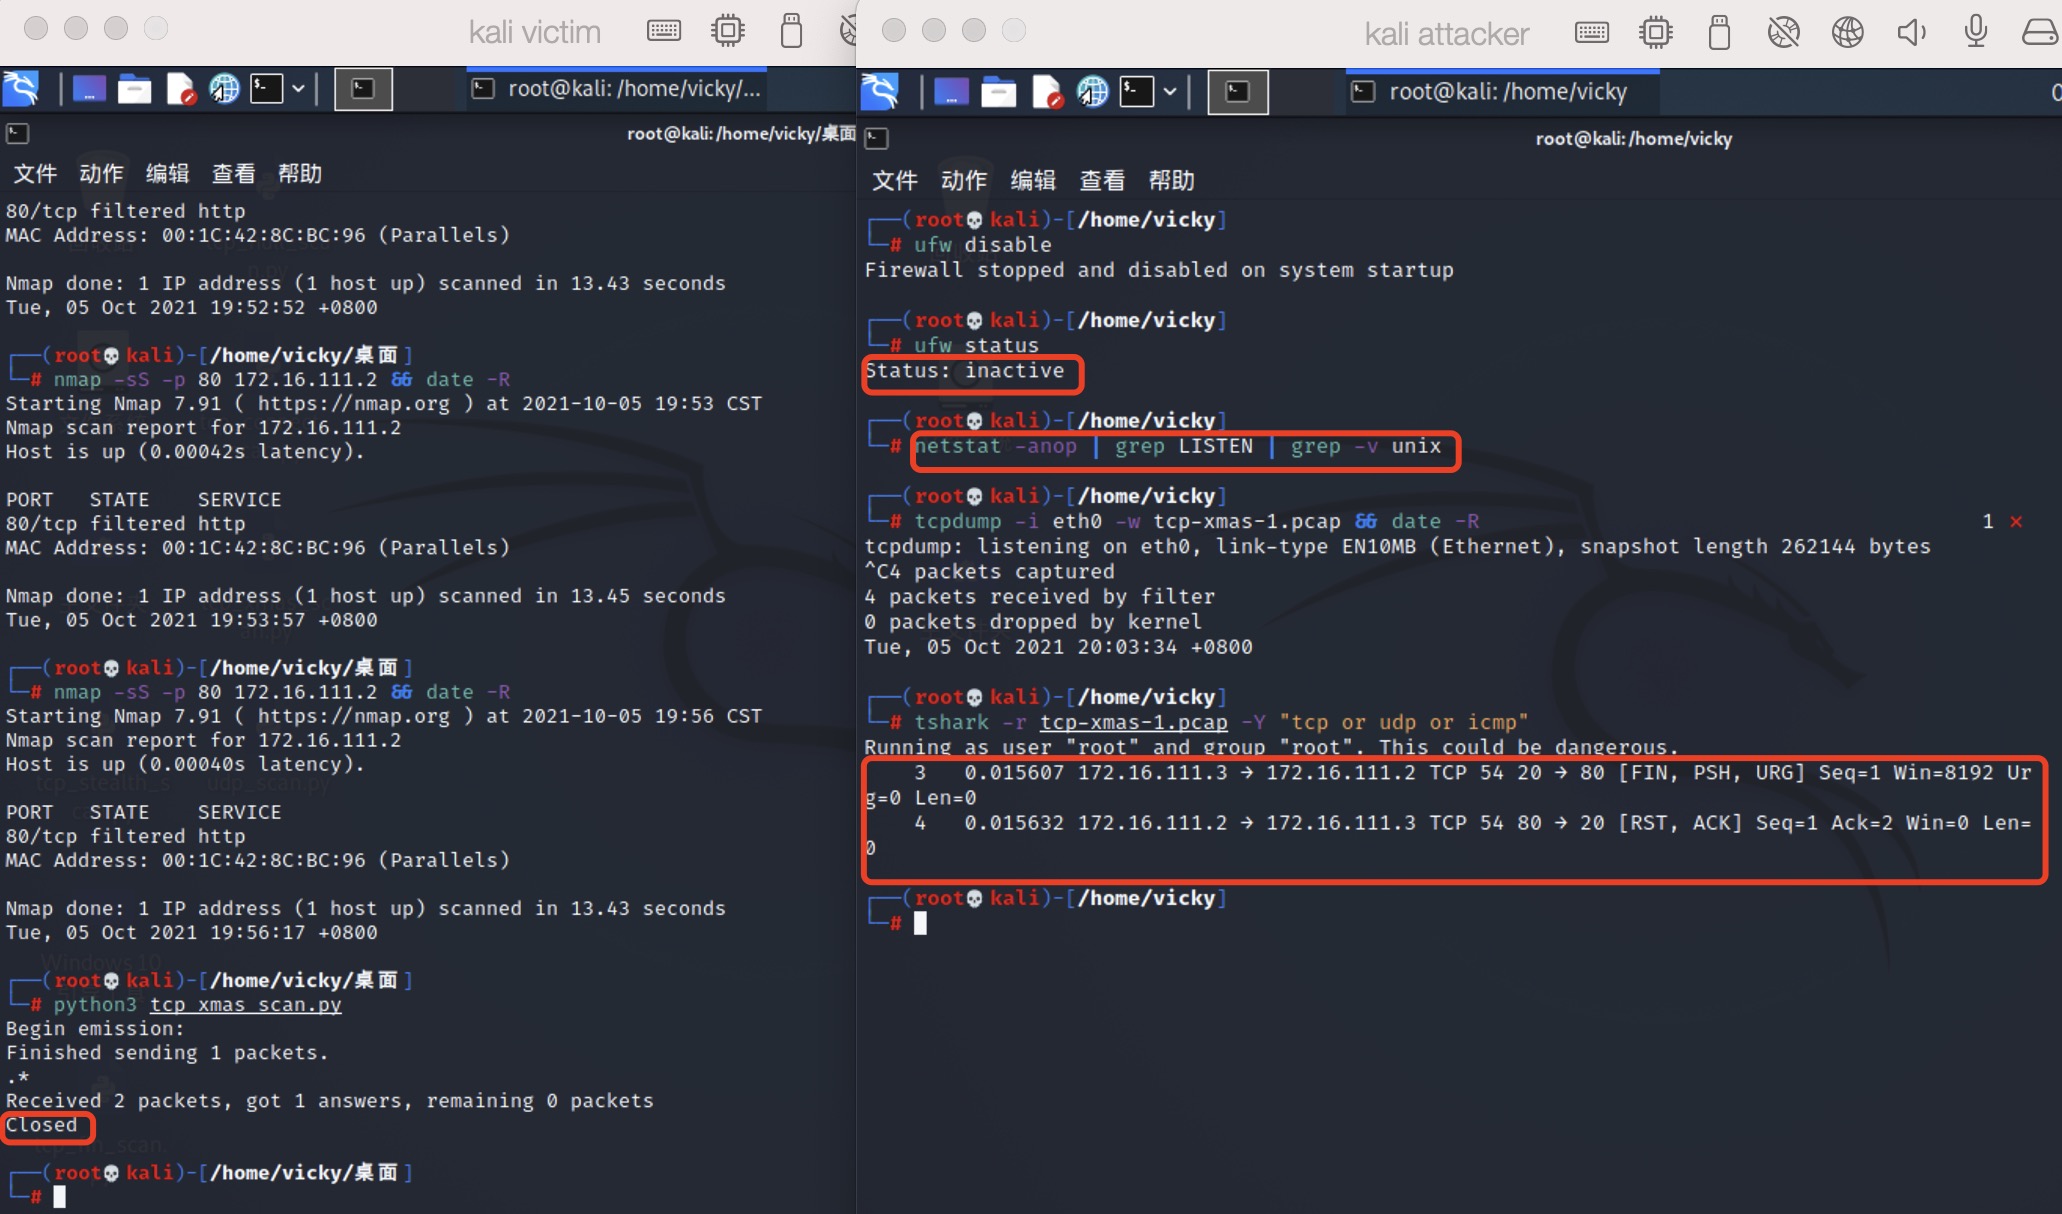 kali victim
root@kali: /home/vicky/...
root@kali:/home/vicky/桌面
文件 动作 编辑 查看 帮助
80/tcp filtered http
MAC Address: 00:1C:42:8C:BC:96 (Parallels)
Nmap done: 1 IP address (1 host up) scanned in 13.43 seconds
Tue, 05 Oct 2021 19:52:52 +0800
┌──(root💀kali)-[/home/vicky/桌面]
└─# nmap -sS -p 80 172.16.111.2 && date -R
Starting Nmap 7.91 ( https://nmap.org ) at 2021-10-05 19:53 CST
Nmap scan report for 172.16.111.2
Host is up (0.00042s latency).
PORT   STATE    SERVICE
80/tcp filtered http
MAC Address: 00:1C:42:8C:BC:96 (Parallels)
Nmap done: 1 IP address (1 host up) scanned in 13.45 seconds
Tue, 05 Oct 2021 19:53:57 +0800
┌──(root💀kali)-[/home/vicky/桌面]
└─# nmap -sS -p 80 172.16.111.2 && date -R
Starting Nmap 7.91 ( https://nmap.org ) at 2021-10-05 19:56 CST
Nmap scan report for 172.16.111.2
Host is up (0.00040s latency).
PORT   STATE    SERVICE
80/tcp filtered http
MAC Address: 00:1C:42:8C:BC:96 (Parallels)
Nmap done: 1 IP address (1 host up) scanned in 13.43 seconds
Tue, 05 Oct 2021 19:56:17 +0800
┌──(root💀kali)-[/home/vicky/桌面]
└─# python3 tcp_xmas_scan.py
Begin emission:
Finished sending 1 packets.
.*
Received 2 packets, got 1 answers, remaining 0 packets
Closed
┌──(root💀kali)-[/home/vicky/桌面]
└─#
kali attacker
root@kali: /home/vicky
root@kali:/home/vicky
文件 动作 编辑 查看 帮助
┌──(root💀kali)-[/home/vicky]
└─# ufw disable
Firewall stopped and disabled on system startup
┌──(root💀kali)-[/home/vicky]
└─# ufw status
Status: inactive
┌──(root💀kali)-[/home/vicky]
└─# netstat -anop | grep LISTEN | grep -v unix
┌──(root💀kali)-[/home/vicky]
└─# tcpdump -i eth0 -w tcp-xmas-1.pcap && date -R 1 ⨯
tcpdump: listening on eth0, link-type EN10MB (Ethernet), snapshot length 262144 bytes
^C4 packets captured
4 packets received by filter
0 packets dropped by kernel
Tue, 05 Oct 2021 20:03:34 +0800
┌──(root💀kali)-[/home/vicky]
└─# tshark -r tcp-xmas-1.pcap -Y "tcp or udp or icmp"
Running as user "root" and group "root". This could be dangerous.
3   0.015607 172.16.111.3 → 172.16.111.2 TCP 54 20 → 80 [FIN, PSH, URG] Seq=1 Win=8192 Ur
g=0 Len=0
4   0.015632 172.16.111.2 → 172.16.111.3 TCP 54 80 → 20 [RST, ACK] Seq=1 Ack=2 Win=0 Len=
0
┌──(root💀kali)-[/home/vicky]
└─#